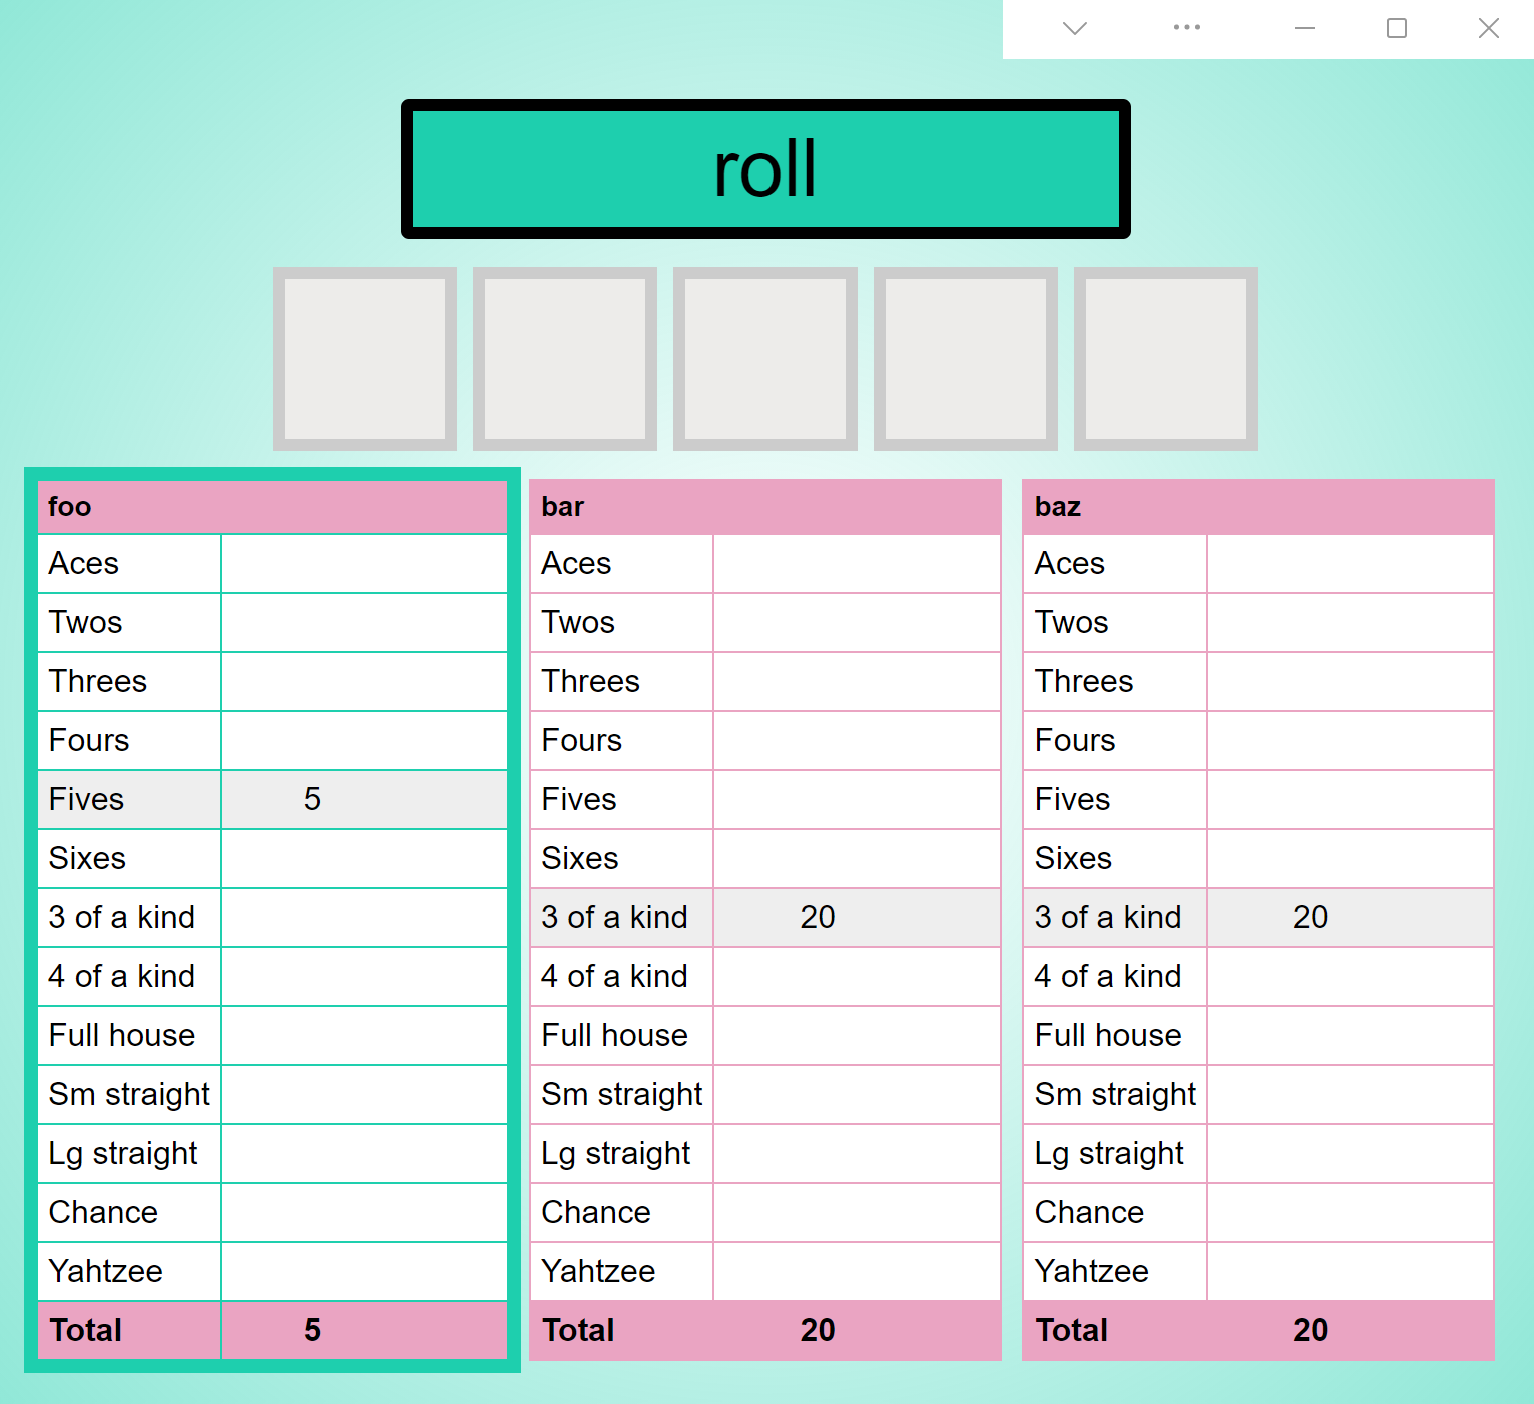 roll
foo
Aces
Twos
Threes
Fours
Fives 5
Sixes
3 of a kind
4 of a kind
Full house
Sm straight
Lg straight
Chance
Yahtzee
Total 5
bar
Aces
Twos
Threes
Fours
Fives
Sixes
3 of a kind 20
4 of a kind
Full house
Sm straight
Lg straight
Chance
Yahtzee
Total 20
baz
Aces
Twos
Threes
Fours
Fives
Sixes
3 of a kind 20
4 of a kind
Full house
Sm straight
Lg straight
Chance
Yahtzee
Total 20